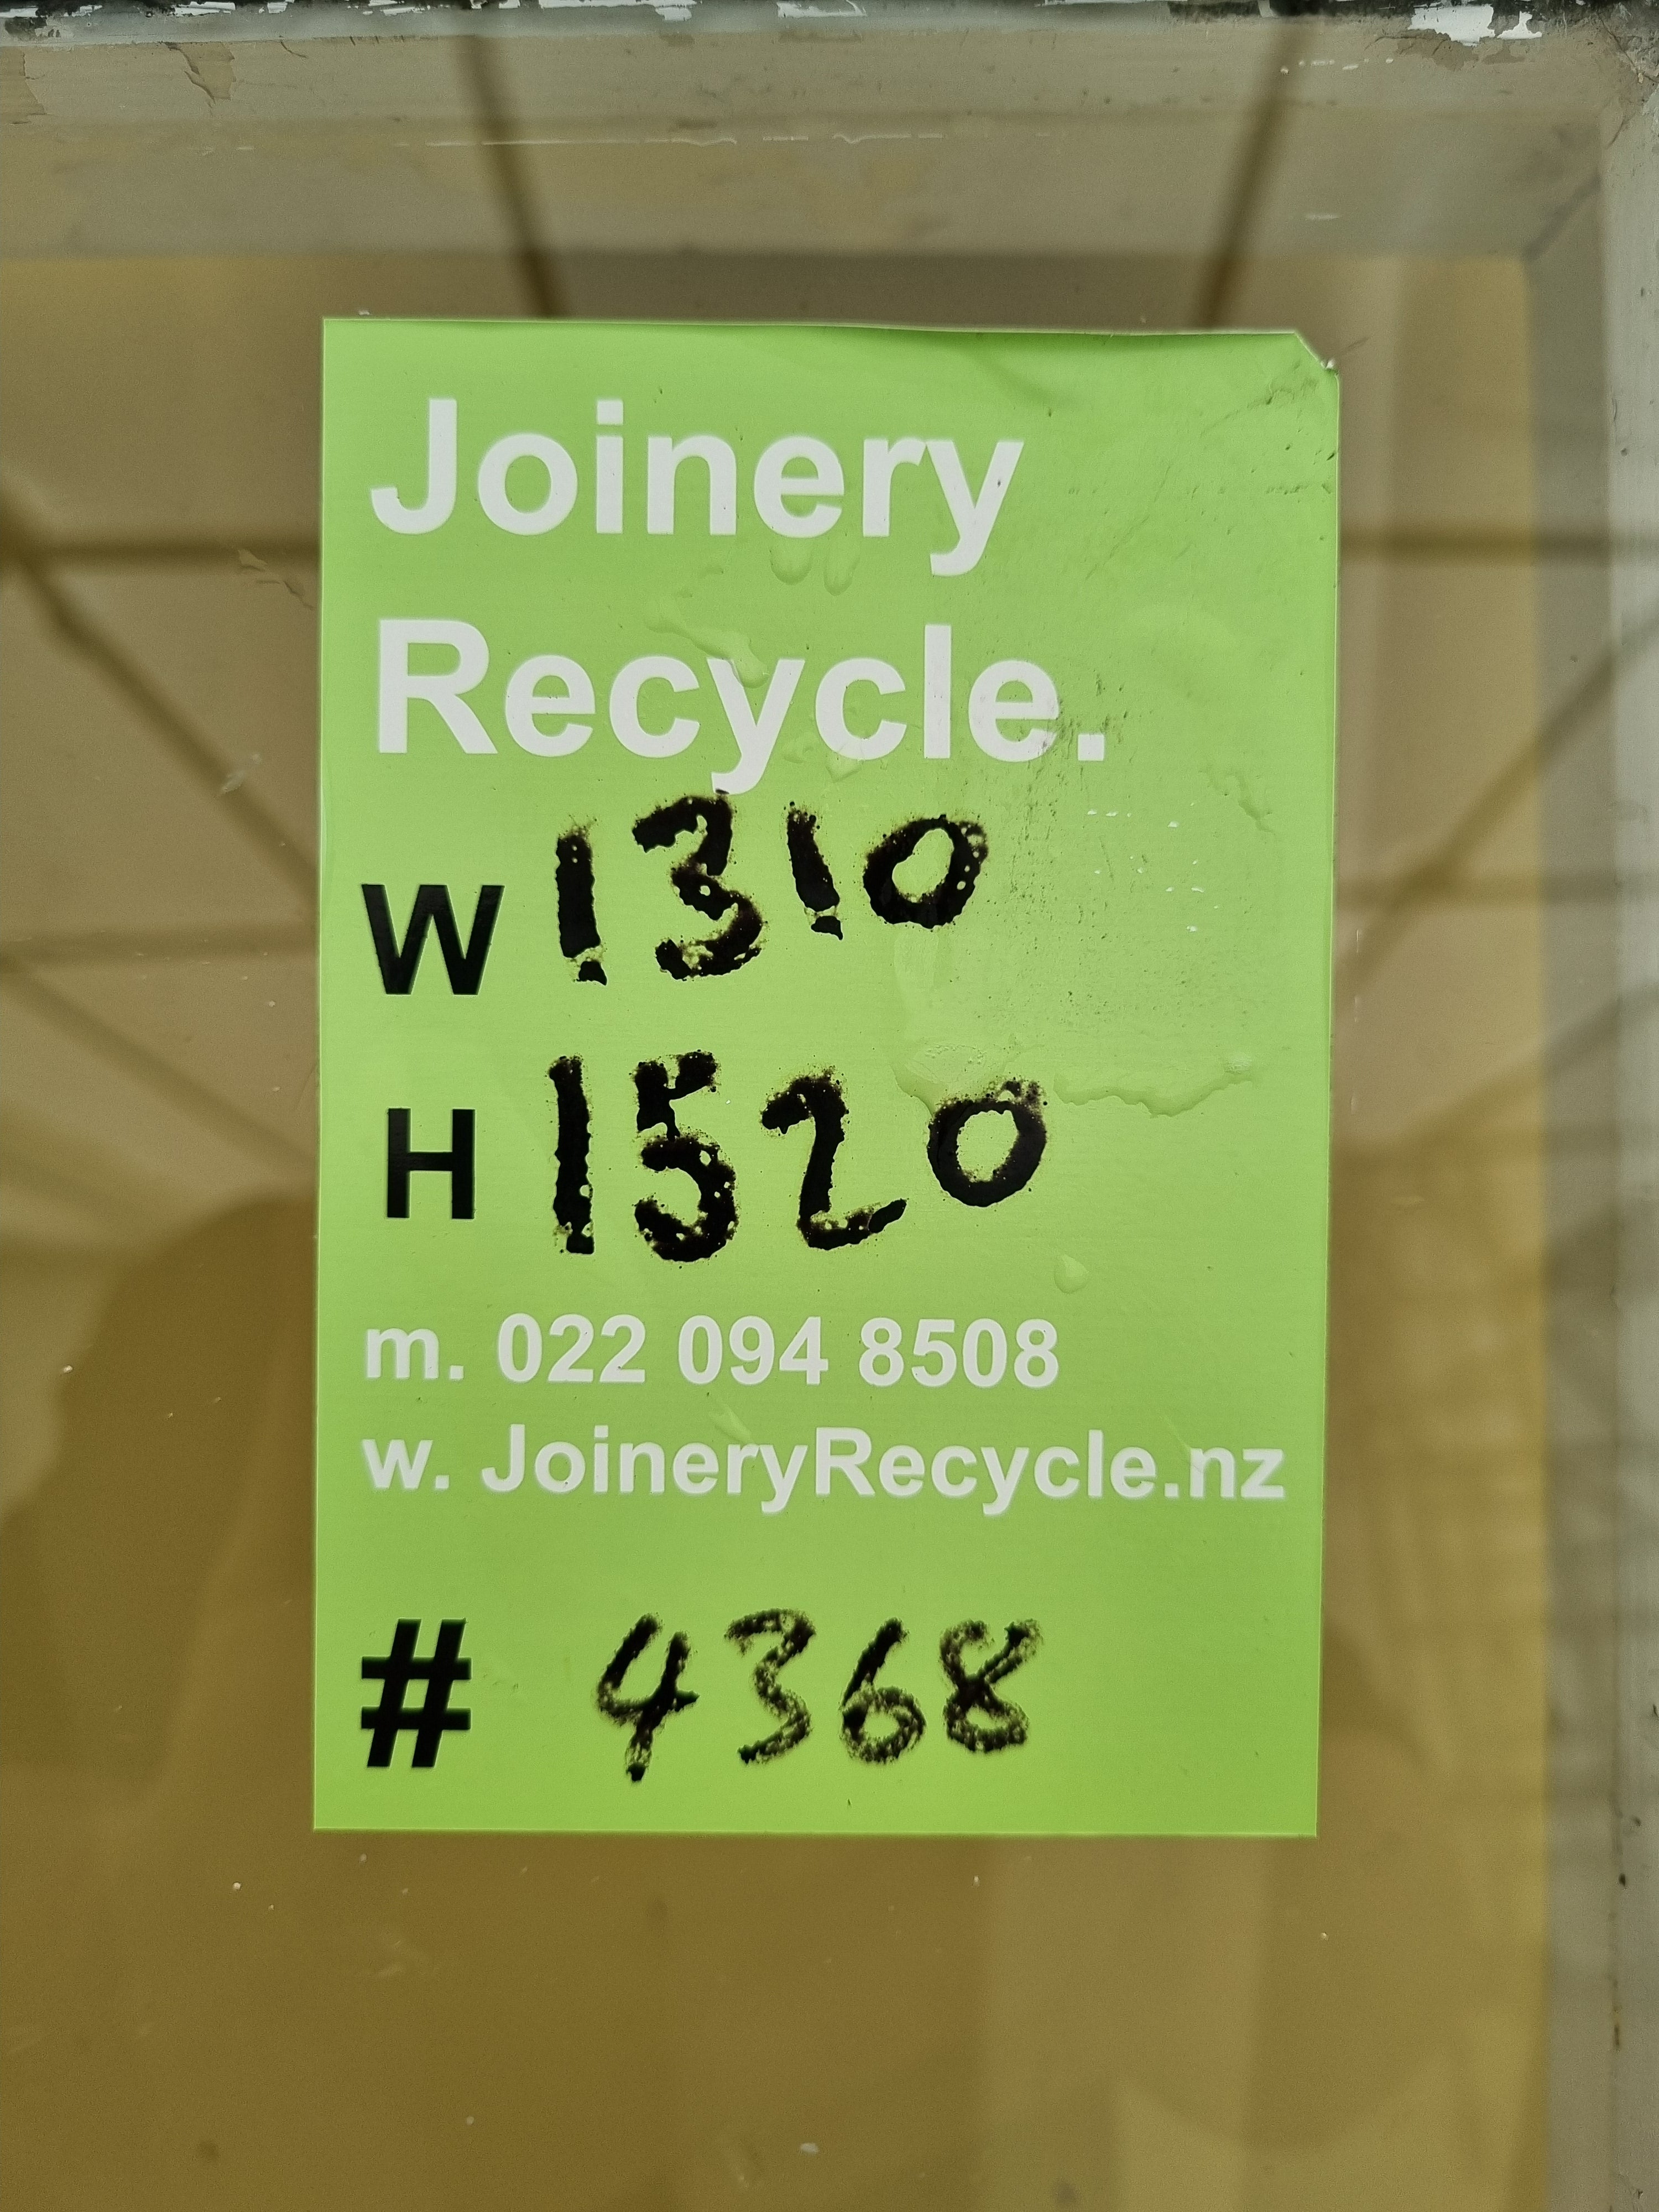 Joinery
Recycle.
W 1310
H 1520
m. 022 094 8508
w. JoineryRecycle.nz
# 4368